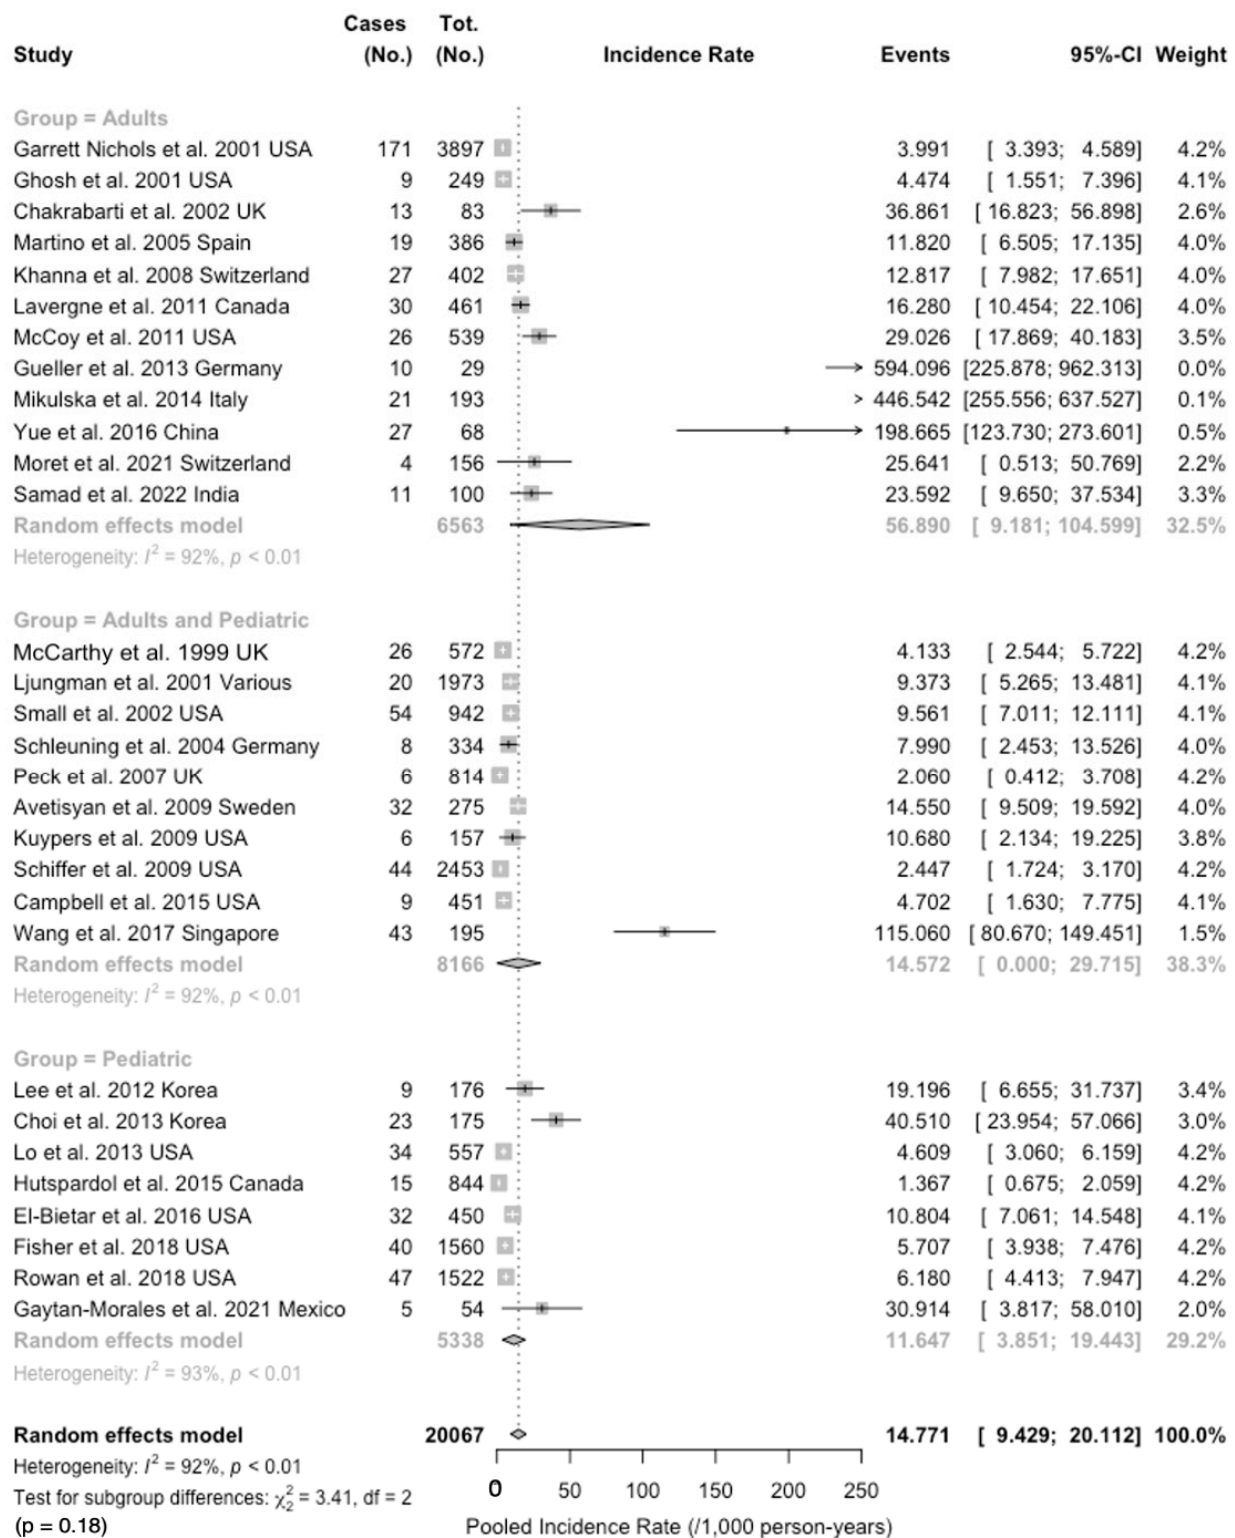 Cases Tot.
Study (No.) (No.) Incidence Rate Events 95%-CI Weight
Group = Adults
Garrett Nichols et al. 2001 USA 171 3897 3.991 [ 3.393; 4.589] 4.2%
Ghosh et al. 2001 USA 9 249 4.474 [ 1.551; 7.396] 4.1%
Chakrabarti et al. 2002 UK 13 83 36.861 [ 16.823; 56.898] 2.6%
Martino et al. 2005 Spain 19 386 11.820 [ 6.505; 17.135] 4.0%
Khanna et al. 2008 Switzerland 27 402 12.817 [ 7.982; 17.651] 4.0%
Lavergne et al. 2011 Canada 30 461 16.280 [ 10.454; 22.106] 4.0%
McCoy et al. 2011 USA 26 539 29.026 [ 17.869; 40.183] 3.5%
Gueller et al. 2013 Germany 10 29 594.096 [225.878; 962.313] 0.0%
Mikulska et al. 2014 Italy 21 193 446.542 [255.556; 637.527] 0.1%
Yue et al. 2016 China 27 68 198.665 [123.730; 273.601] 0.5%
Moret et al. 2021 Switzerland 4 156 25.641 [ 0.513; 50.769] 2.2%
Samad et al. 2022 India 11 100 23.592 [ 9.650; 37.534] 3.3%
Random effects model 6563 56.890 [ 9.181; 104.599] 32.5%
Heterogeneity: I² = 92%, p < 0.01
Group = Adults and Pediatric
McCarthy et al. 1999 UK 26 572 4.133 [ 2.544; 5.722] 4.2%
Ljungman et al. 2001 Various 20 1973 9.373 [ 5.265; 13.481] 4.1%
Small et al. 2002 USA 54 942 9.561 [ 7.011; 12.111] 4.1%
Schleuning et al. 2004 Germany 8 334 7.990 [ 2.453; 13.526] 4.0%
Peck et al. 2007 UK 6 814 2.060 [ 0.412; 3.708] 4.2%
Avetisyan et al. 2009 Sweden 32 275 14.550 [ 9.509; 19.592] 4.0%
Kuypers et al. 2009 USA 6 157 10.680 [ 2.134; 19.225] 3.8%
Schiffer et al. 2009 USA 44 2453 2.447 [ 1.724; 3.170] 4.2%
Campbell et al. 2015 USA 9 451 4.702 [ 1.630; 7.775] 4.1%
Wang et al. 2017 Singapore 43 195 115.060 [ 80.670; 149.451] 1.5%
Random effects model 8166 14.572 [ 0.000; 29.715] 38.3%
Heterogeneity: I² = 92%, p < 0.01
Group = Pediatric
Lee et al. 2012 Korea 9 176 19.196 [ 6.655; 31.737] 3.4%
Choi et al. 2013 Korea 23 175 40.510 [ 23.954; 57.066] 3.0%
Lo et al. 2013 USA 34 557 4.609 [ 3.060; 6.159] 4.2%
Hutspardol et al. 2015 Canada 15 844 1.367 [ 0.675; 2.059] 4.2%
El-Bietar et al. 2016 USA 32 450 10.804 [ 7.061; 14.548] 4.1%
Fisher et al. 2018 USA 40 1560 5.707 [ 3.938; 7.476] 4.2%
Rowan et al. 2018 USA 47 1522 6.180 [ 4.413; 7.947] 4.2%
Gaytan-Morales et al. 2021 Mexico 5 54 30.914 [ 3.817; 58.010] 2.0%
Random effects model 5338 11.647 [ 3.851; 19.443] 29.2%
Heterogeneity: I² = 93%, p < 0.01
Random effects model 20067 14.771 [ 9.429; 20.112] 100.0%
Heterogeneity: I² = 92%, p < 0.01
Test for subgroup differences: χ²₂ = 3.41, df = 2
(p = 0.18)
0 50 100 150 200 250
Pooled Incidence Rate (/1,000 person-years)